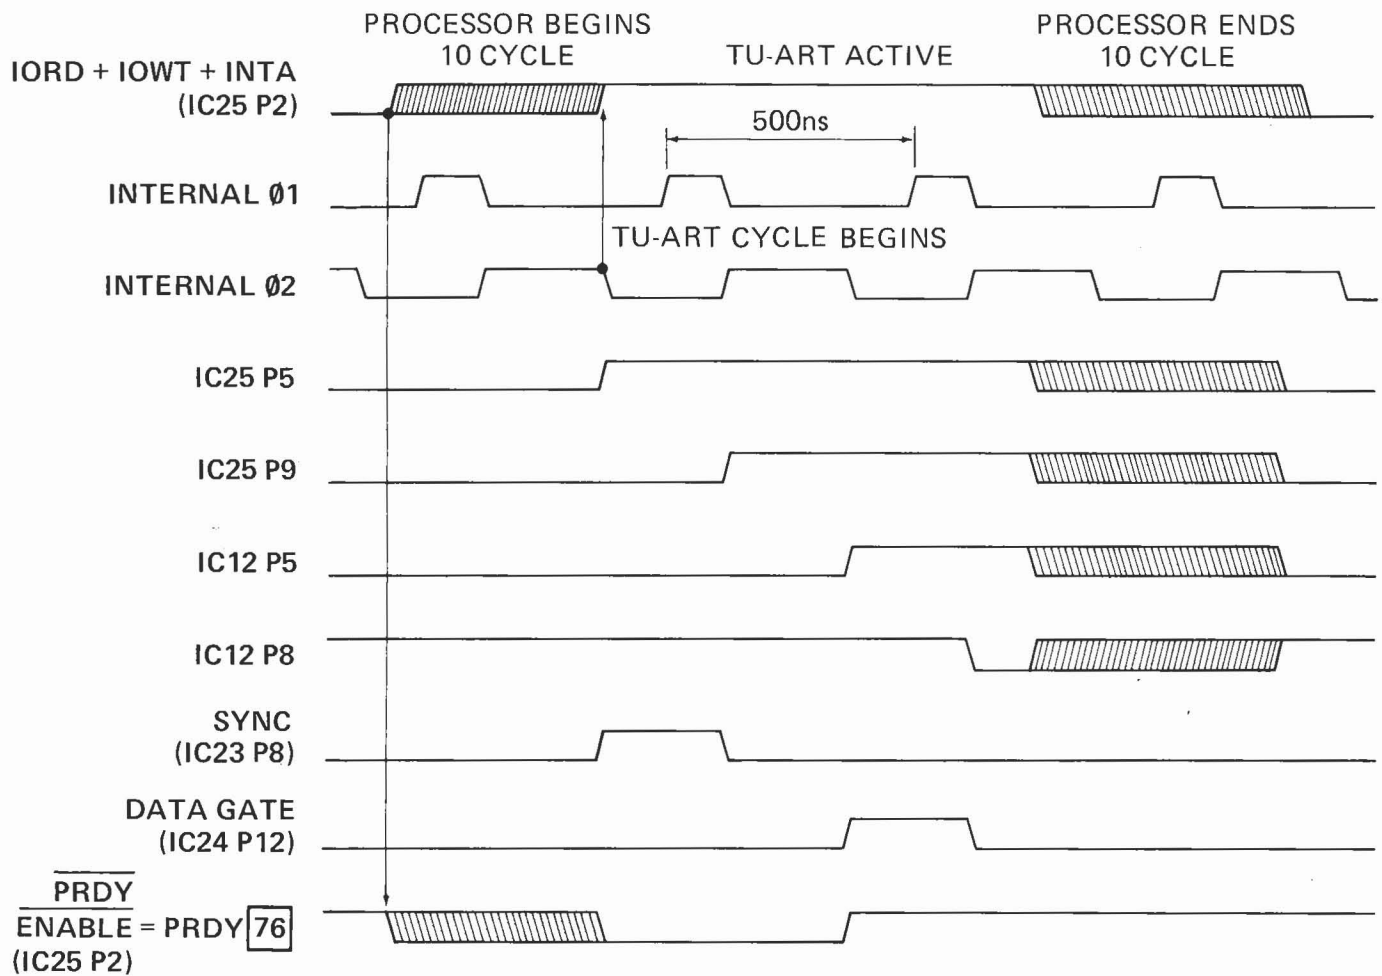 PROCESSOR BEGINS
10 CYCLE
TU-ART ACTIVE
PROCESSOR ENDS
10 CYCLE
IORD + IOWT + INTA
(IC25 P2)
500ns
INTERNAL Ø1
TU-ART CYCLE BEGINS
INTERNAL Ø2
IC25 P5
IC25 P9
IC12 P5
IC12 P8
SYNC
(IC23 P8)
DATA GATE
(IC24 P12)
PRDY
ENABLE = PRDY 76
(IC25 P2)